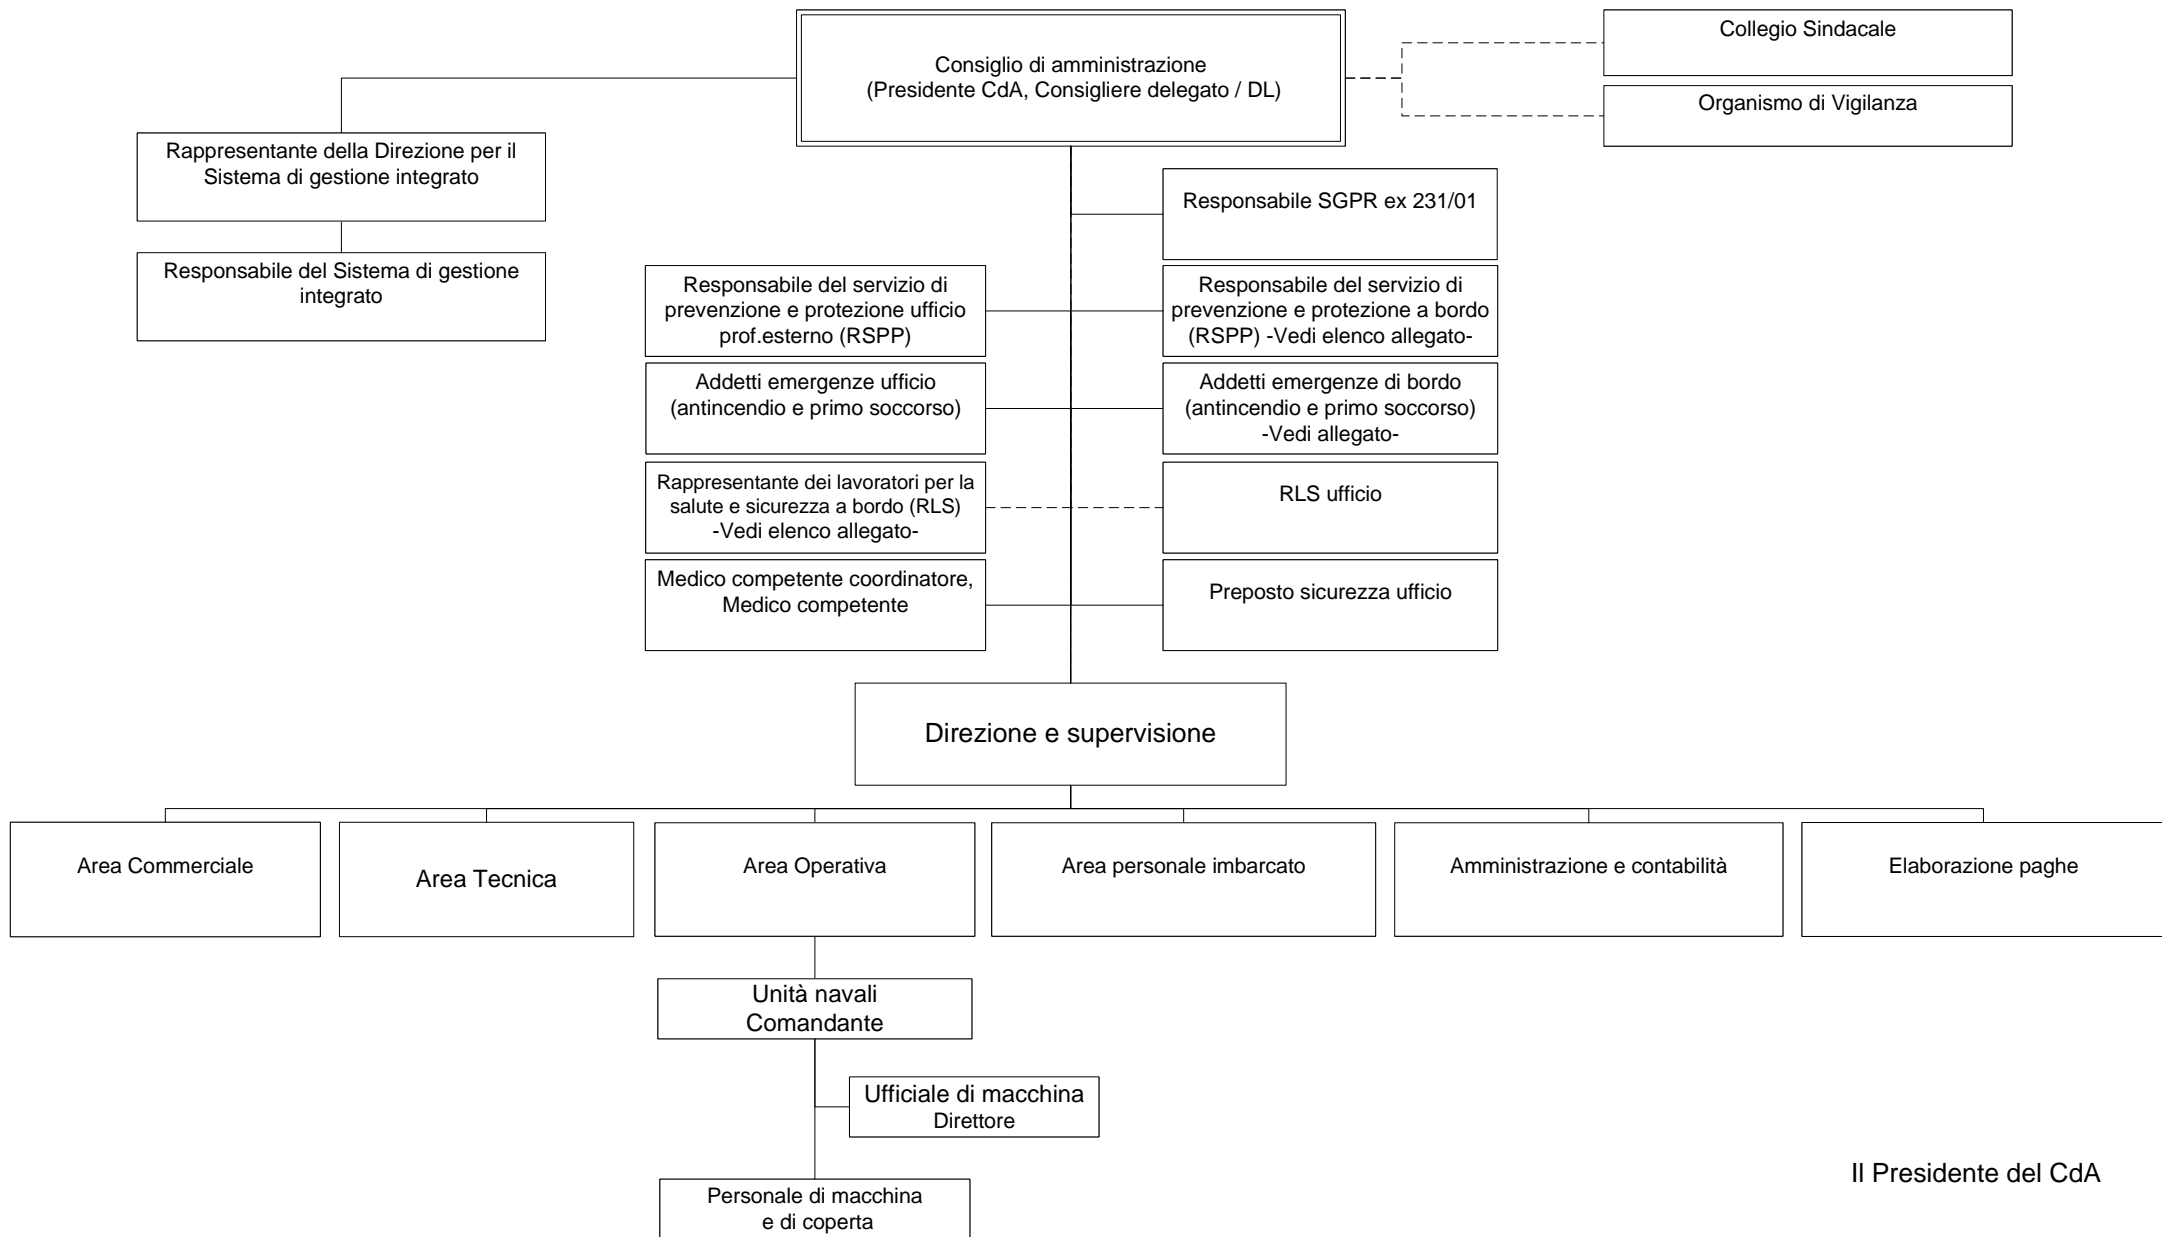 Consiglio di amministrazione
(Presidente CdA, Consigliere delegato / DL)
Collegio Sindacale
Organismo di Vigilanza
Rappresentante della Direzione per il
Sistema di gestione integrato
Responsabile del Sistema di gestione
integrato
Responsabile SGPR ex 231/01
Responsabile del servizio di
prevenzione e protezione ufficio
prof.esterno (RSPP)
Responsabile del servizio di
prevenzione e protezione a bordo
(RSPP) -Vedi elenco allegato-
Addetti emergenze ufficio
(antincendio e primo soccorso)
Addetti emergenze di bordo
(antincendio e primo soccorso)
-Vedi allegato-
Rappresentante dei lavoratori per la
salute e sicurezza a bordo (RLS)
-Vedi elenco allegato-
RLS ufficio
Medico competente coordinatore,
Medico competente
Preposto sicurezza ufficio
Direzione e supervisione
Area Commerciale
Area Tecnica
Area Operativa
Area personale imbarcato
Amministrazione e contabilità
Elaborazione paghe
Unità navali
Comandante
Ufficiale di macchina
Direttore
Personale di macchina
e di coperta
Il Presidente del CdA